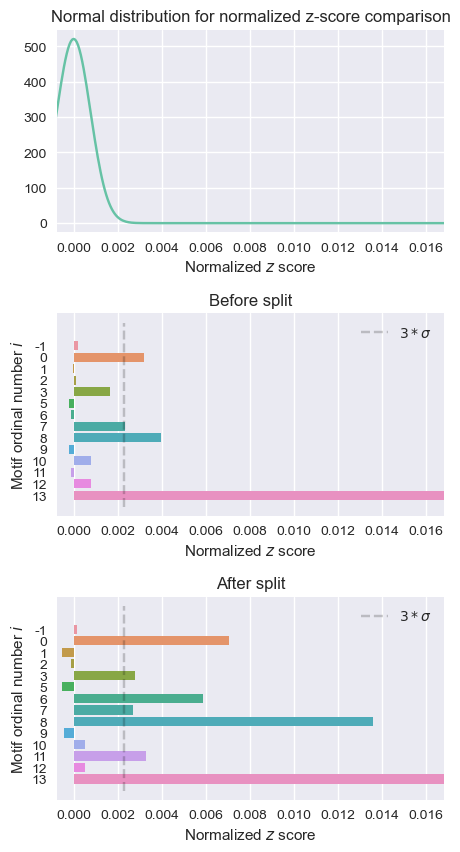 Normal distribution for normalized z-score comparison
500
400
300
200
100
0
0.000 0.002 0.004 0.006 0.008 0.010 0.012 0.014 0.016
Normalized z score
Before split
Motif ordinal number i
-1
0
1
2
3
5
6
7
8
9
10
11
12
13
3 * σ
0.000 0.002 0.004 0.006 0.008 0.010 0.012 0.014 0.016
Normalized z score
After split
Motif ordinal number i
-1
0
1
2
3
5
6
7
8
9
10
11
12
13
3 * σ
0.000 0.002 0.004 0.006 0.008 0.010 0.012 0.014 0.016
Normalized z score